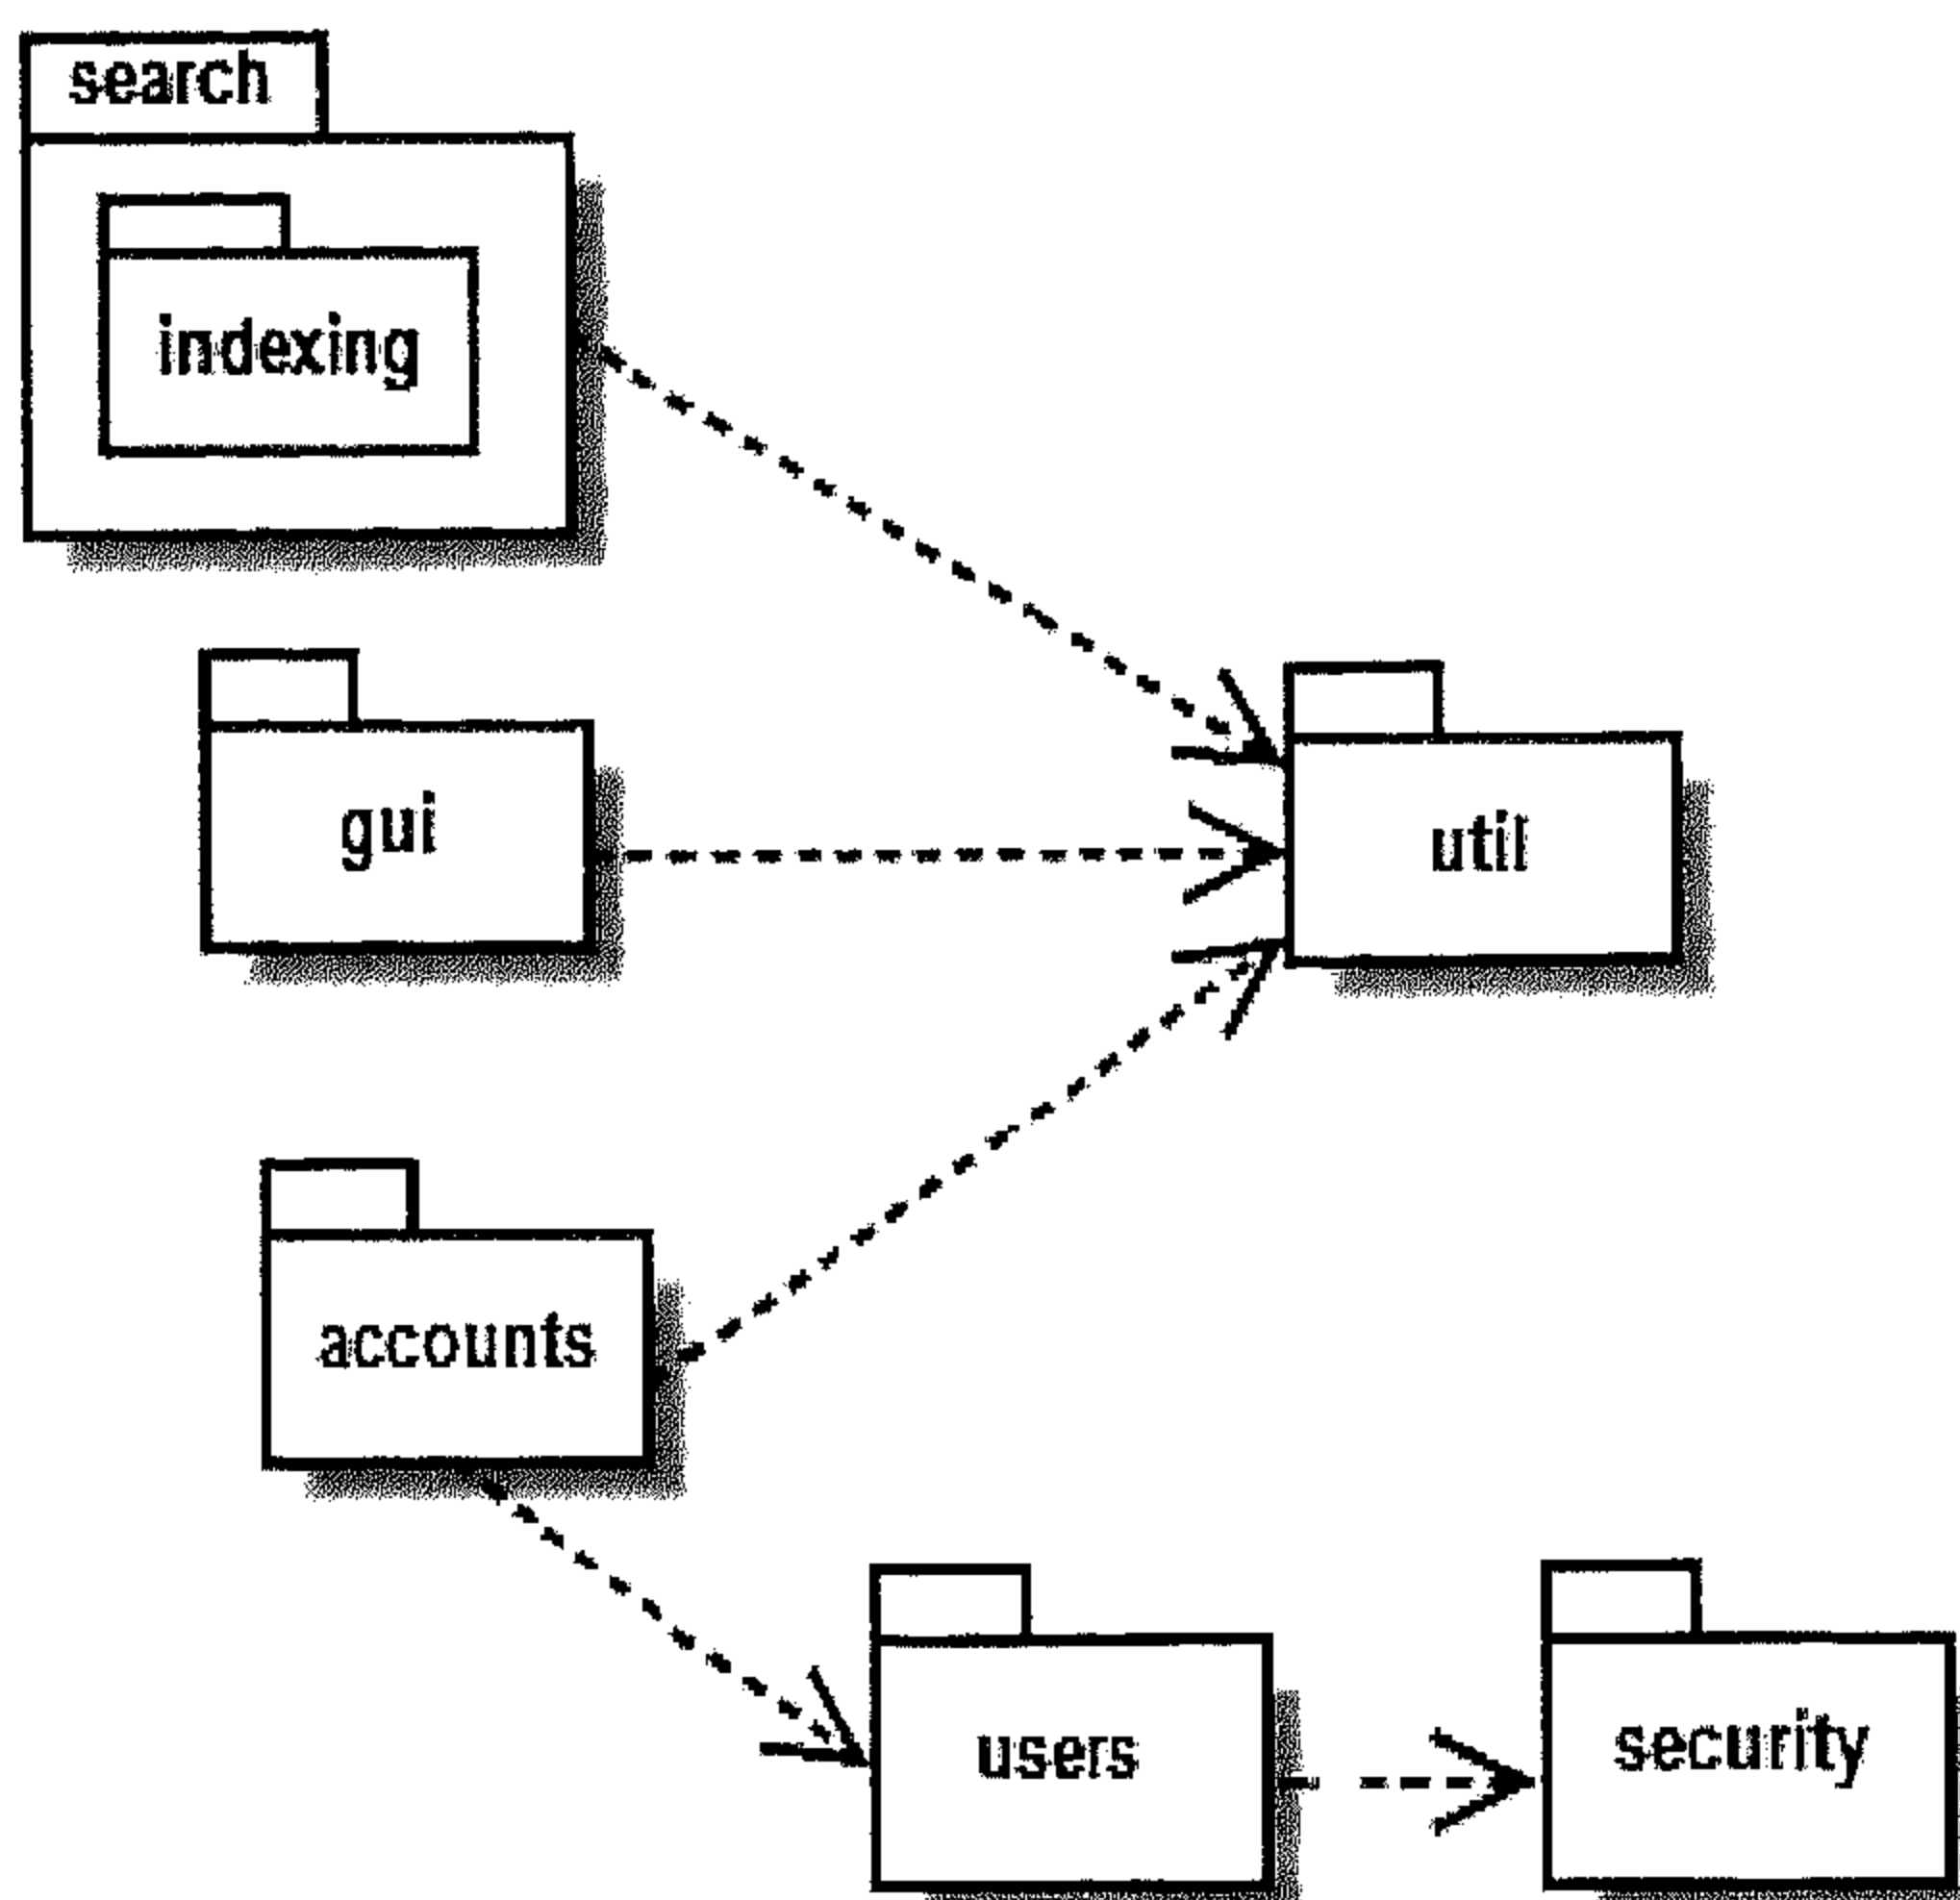 search
indexing
gui
util
accounts
users
security